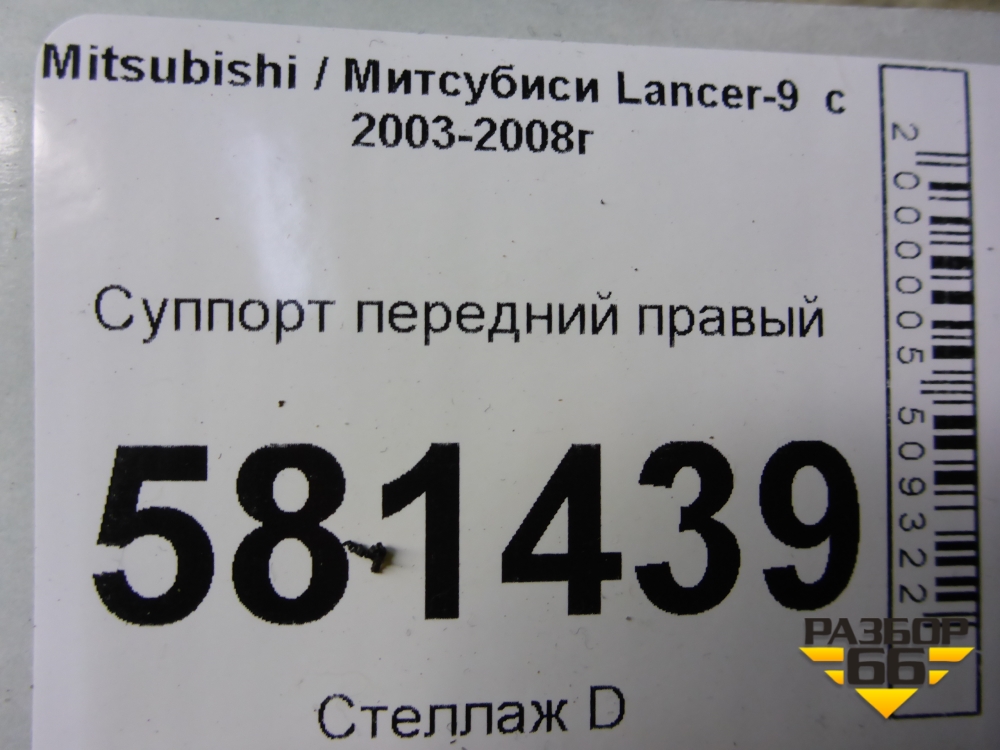 Mitsubishi / Митсубиси Lancer-9 с
2003-2008г
Суппорт передний правый
581439
Стеллаж D
2000005509322
РАЗБОР
66